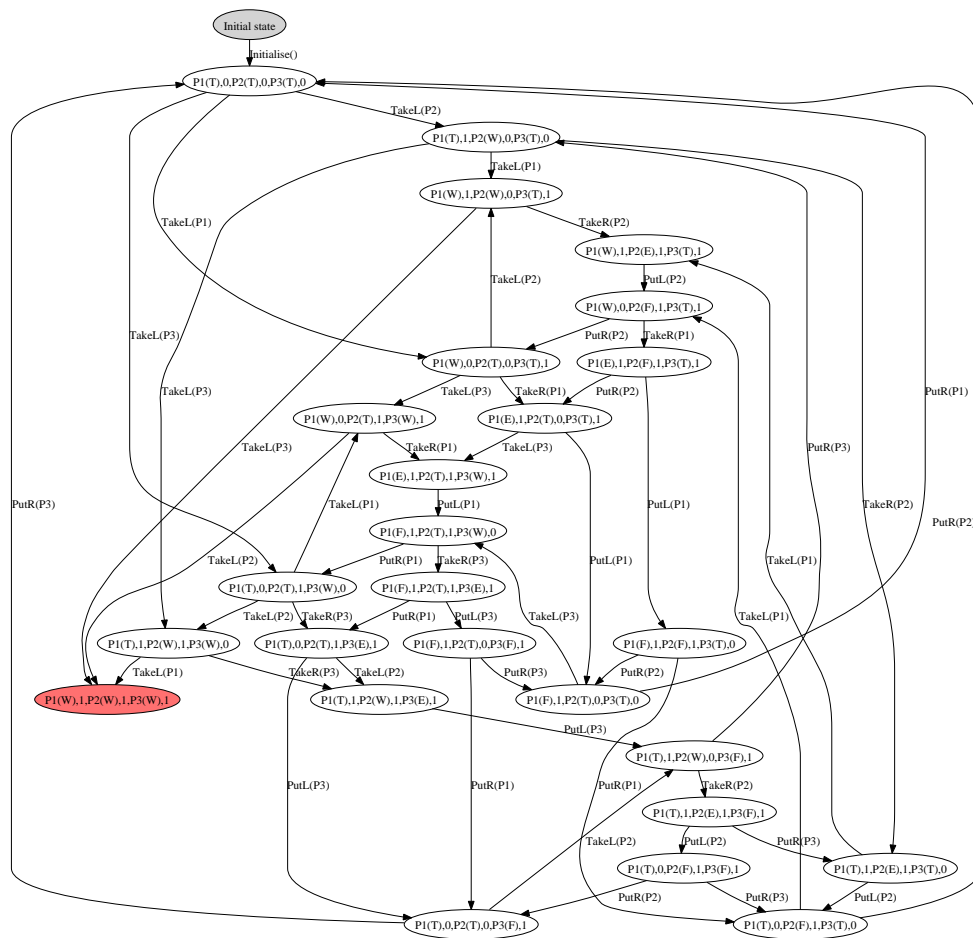 Initial state
Initialise()
P1(T),0,P2(T),0,P3(T),0
TakeL(P2)
P1(T),1,P2(W),0,P3(T),0
TakeL(P1)
P1(W),1,P2(W),0,P3(T),1
TakeL(P1)
TakeR(P2)
P1(W),1,P2(E),1,P3(T),1
TakeL(P2)
PutL(P2)
P1(W),0,P2(F),1,P3(T),1
TakeL(P3)
PutR(P2)
TakeR(P1)
P1(W),0,P2(T),0,P3(T),1
P1(E),1,P2(F),1,P3(T),1
TakeL(P3)
TakeL(P3)
TakeR(P1)
PutR(P2)
PutR(P1)
P1(W),0,P2(T),1,P3(W),1
P1(E),1,P2(T),0,P3(T),1
TakeL(P3)
TakeR(P1)
TakeL(P3)
PutR(P3)
P1(E),1,P2(T),1,P3(W),1
PutR(P3)
TakeL(P1)
PutL(P1)
PutL(P1)
TakeR(P2)
PutR(P2)
P1(F),1,P2(T),1,P3(W),0
TakeL(P2)
PutR(P1)
TakeR(P3)
PutL(P1)
TakeL(P1)
P1(T),0,P2(T),1,P3(W),0
P1(F),1,P2(T),1,P3(E),1
TakeL(P2)
TakeR(P3)
PutR(P1)
PutL(P3)
TakeL(P3)
TakeL(P1)
P1(T),1,P2(W),1,P3(W),0
P1(T),0,P2(T),1,P3(E),1
P1(F),1,P2(T),0,P3(F),1
P1(F),1,P2(F),1,P3(T),0
TakeL(P1)
TakeR(P3)
TakeL(P2)
PutR(P3)
PutR(P2)
P1(W),1,P2(W),1,P3(W),1
P1(T),1,P2(W),1,P3(E),1
P1(F),1,P2(T),0,P3(T),0
PutL(P3)
P1(T),1,P2(W),0,P3(F),1
PutL(P3)
PutR(P1)
PutR(P1)
TakeR(P2)
P1(T),1,P2(E),1,P3(F),1
TakeL(P2)
PutL(P2)
PutR(P3)
P1(T),0,P2(F),1,P3(F),1
P1(T),1,P2(E),1,P3(T),0
PutR(P2)
PutR(P3)
PutL(P2)
P1(T),0,P2(T),0,P3(F),1
P1(T),0,P2(F),1,P3(T),0